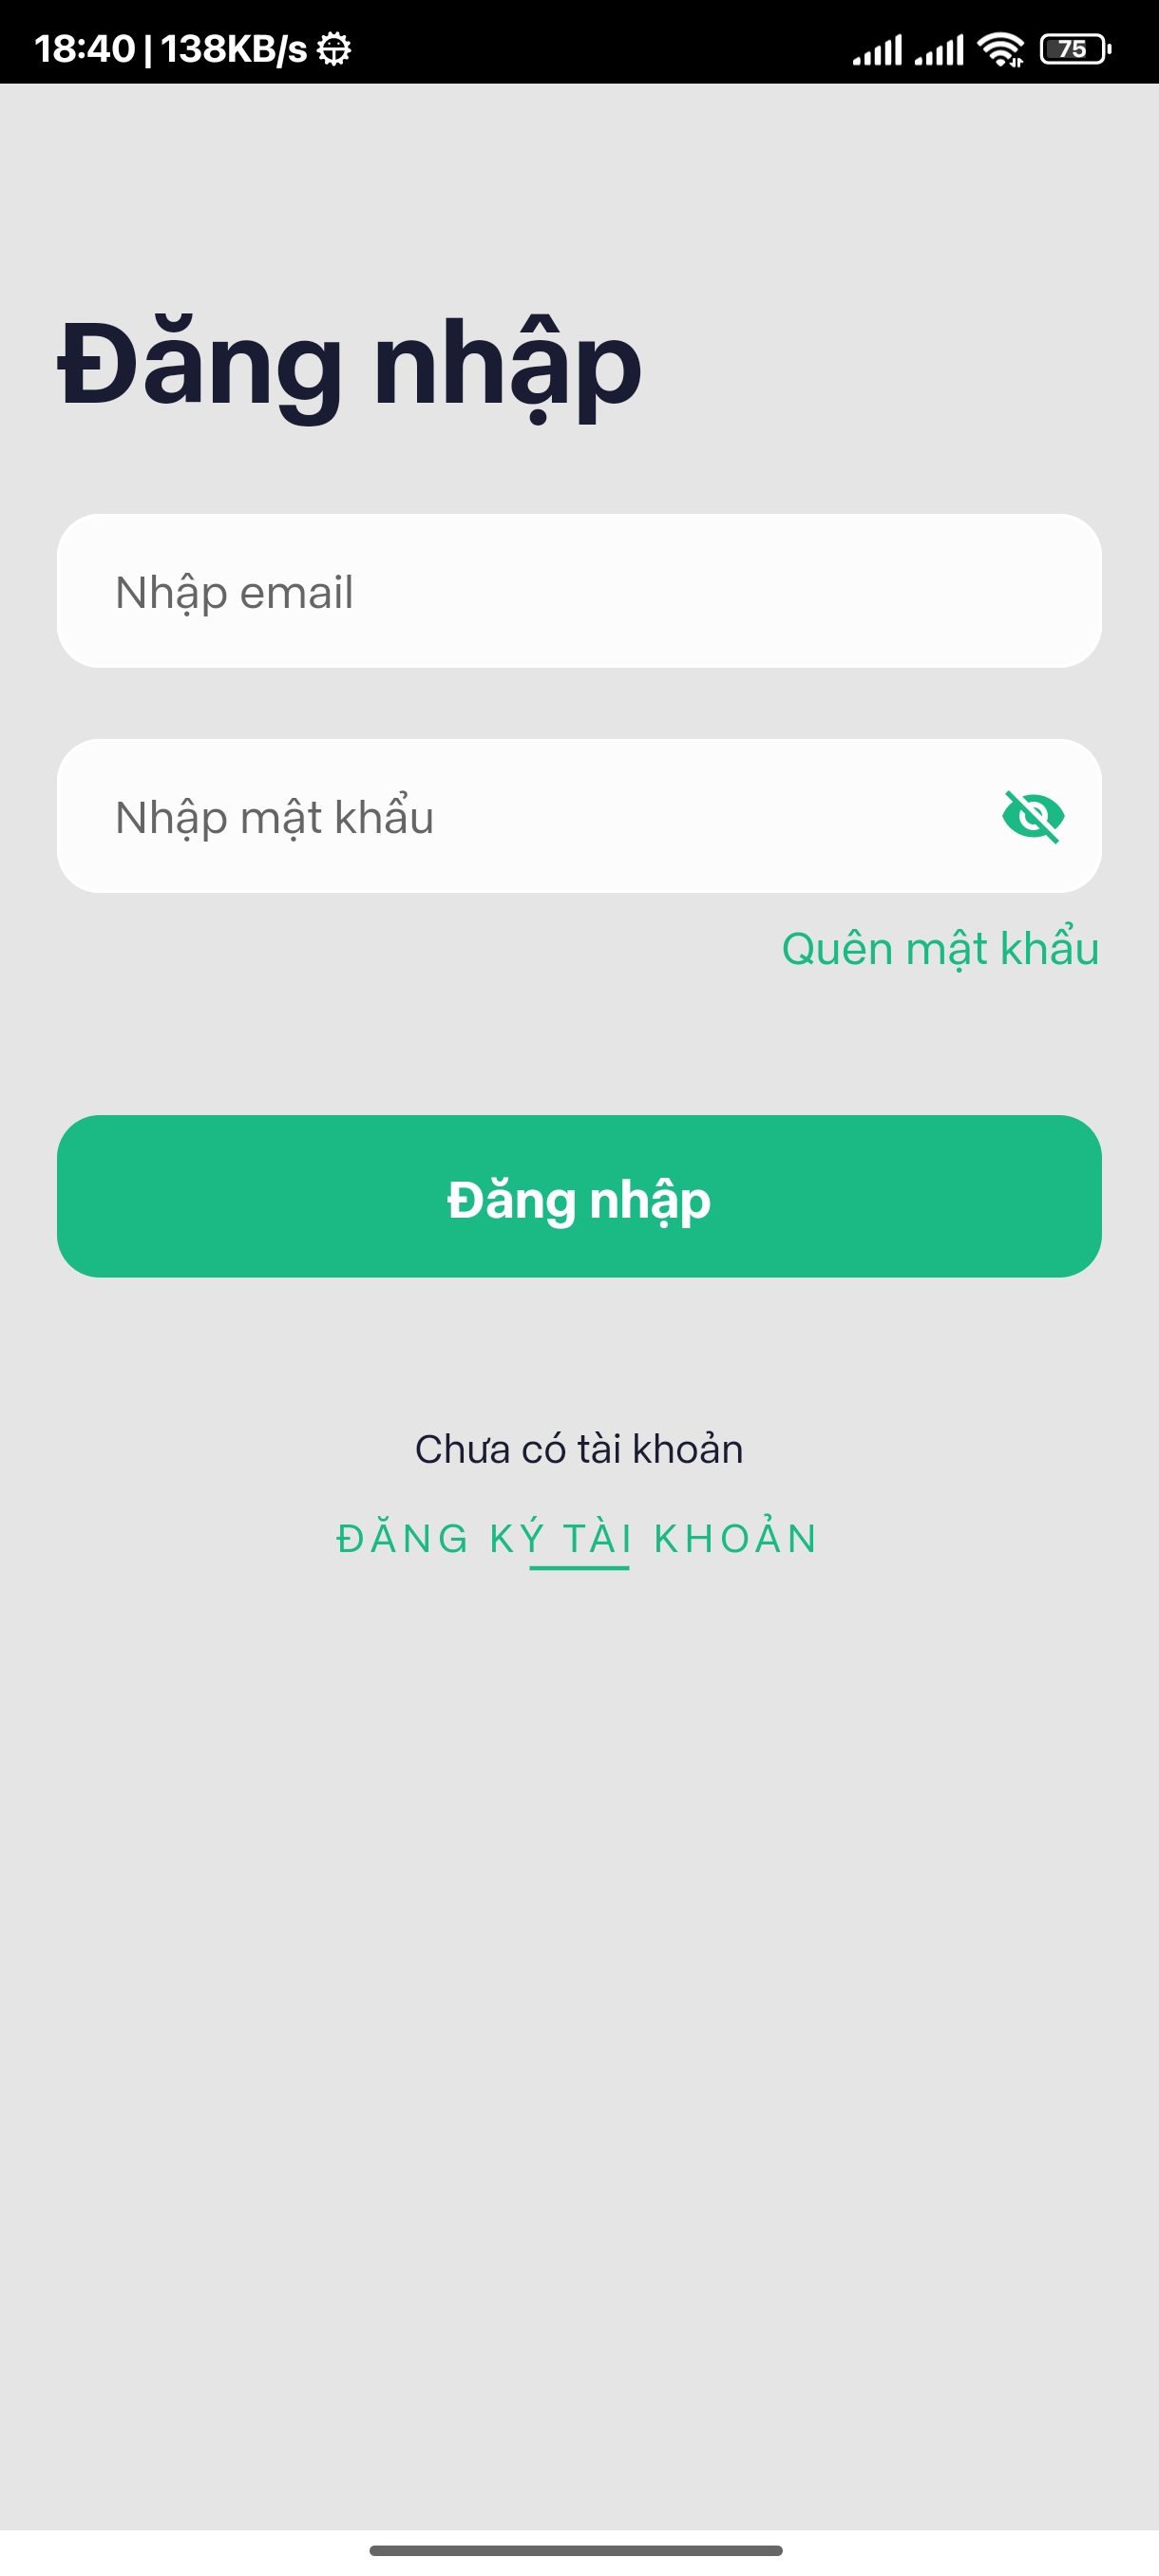 18:40 | 138KB/s
75
Đăng nhập
Nhập email
Nhập mật khẩu
Quên mật khẩu
Đăng nhập
Chưa có tài khoản
ĐĂNG KÝ TÀI KHOẢN